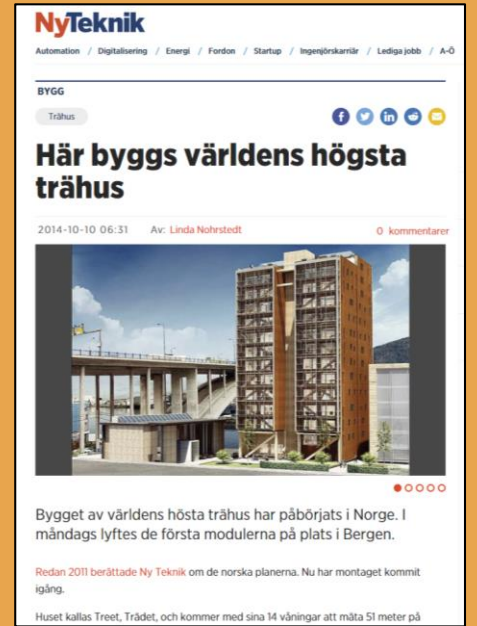 NyTeknik
Automation / Digitalisering / Energi / Fordon / Startup / Ingenjörskarriär / Lediga jobb / A-Ö
BYGG
Trähus
Här byggs världens högsta
trähus
2014-10-10 06:31 Av: Linda Nohrstedt 0 kommentarer
Bygget av världens hösta trähus har påbörjats i Norge. I
måndags lyftes de första modulerna på plats i Bergen.
Redan 2011 berättade Ny Teknik om de norska planerna. Nu har montaget kommit
igång.
Huset kallas Treet, Trädet, och kommer med sina 14 våningar att mäta 51 meter på